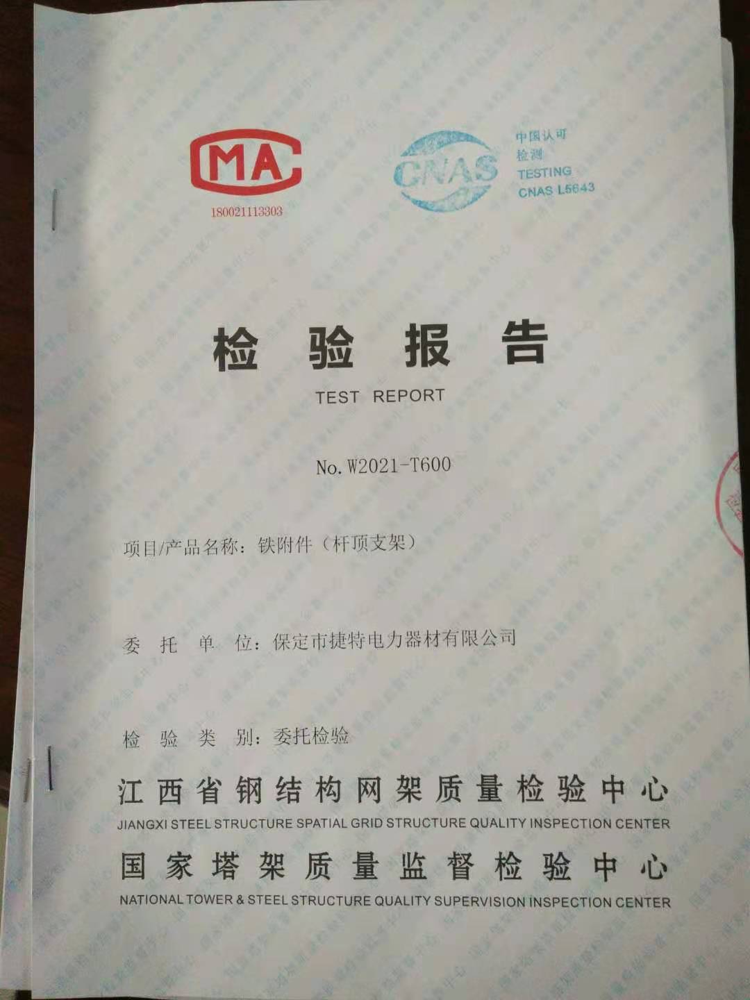 MA
180021113303
CNAS
中国认可
检测
TESTING
CNAS L5643
检验报告
TEST REPORT
No. W2021-T600
项目/产品名称：铁附件（杆顶支架）
委托单位：保定市捷特电力器材有限公司
检验类别：委托检验
江西省钢结构网架质量检验中心
JIANGXI STEEL STRUCTURE SPATIAL GRID STRUCTURE QUALITY INSPECTION CENTER
国家塔架质量监督检验中心
NATIONAL TOWER & STEEL STRUCTURE QUALITY SUPERVISION INSPECTION CENTER